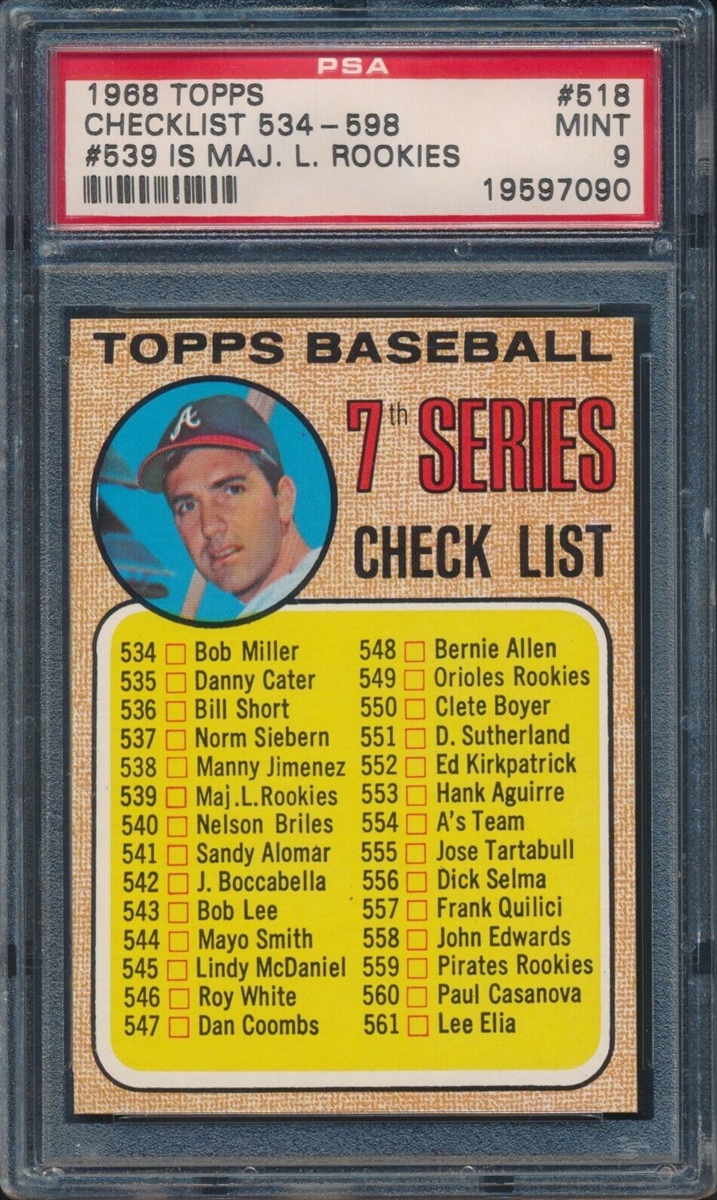 PSA
1968 TOPPS #518
CHECKLIST 534-598 MINT
#539 IS MAJ. L. ROOKIES 9
19597090
TOPPS BASEBALL
A
7th SERIES
CHECK LIST
534 Bob Miller
535 Danny Cater
536 Bill Short
537 Norm Siebern
538 Manny Jimenez
539 Maj.L.Rookies
540 Nelson Briles
541 Sandy Alomar
542 J. Boccabella
543 Bob Lee
544 Mayo Smith
545 Lindy McDaniel
546 Roy White
547 Dan Coombs
548 Bernie Allen
549 Orioles Rookies
550 Clete Boyer
551 D. Sutherland
552 Ed Kirkpatrick
553 Hank Aguirre
554 A's Team
555 Jose Tartabull
556 Dick Selma
557 Frank Quilici
558 John Edwards
559 Pirates Rookies
560 Paul Casanova
561 Lee Elia